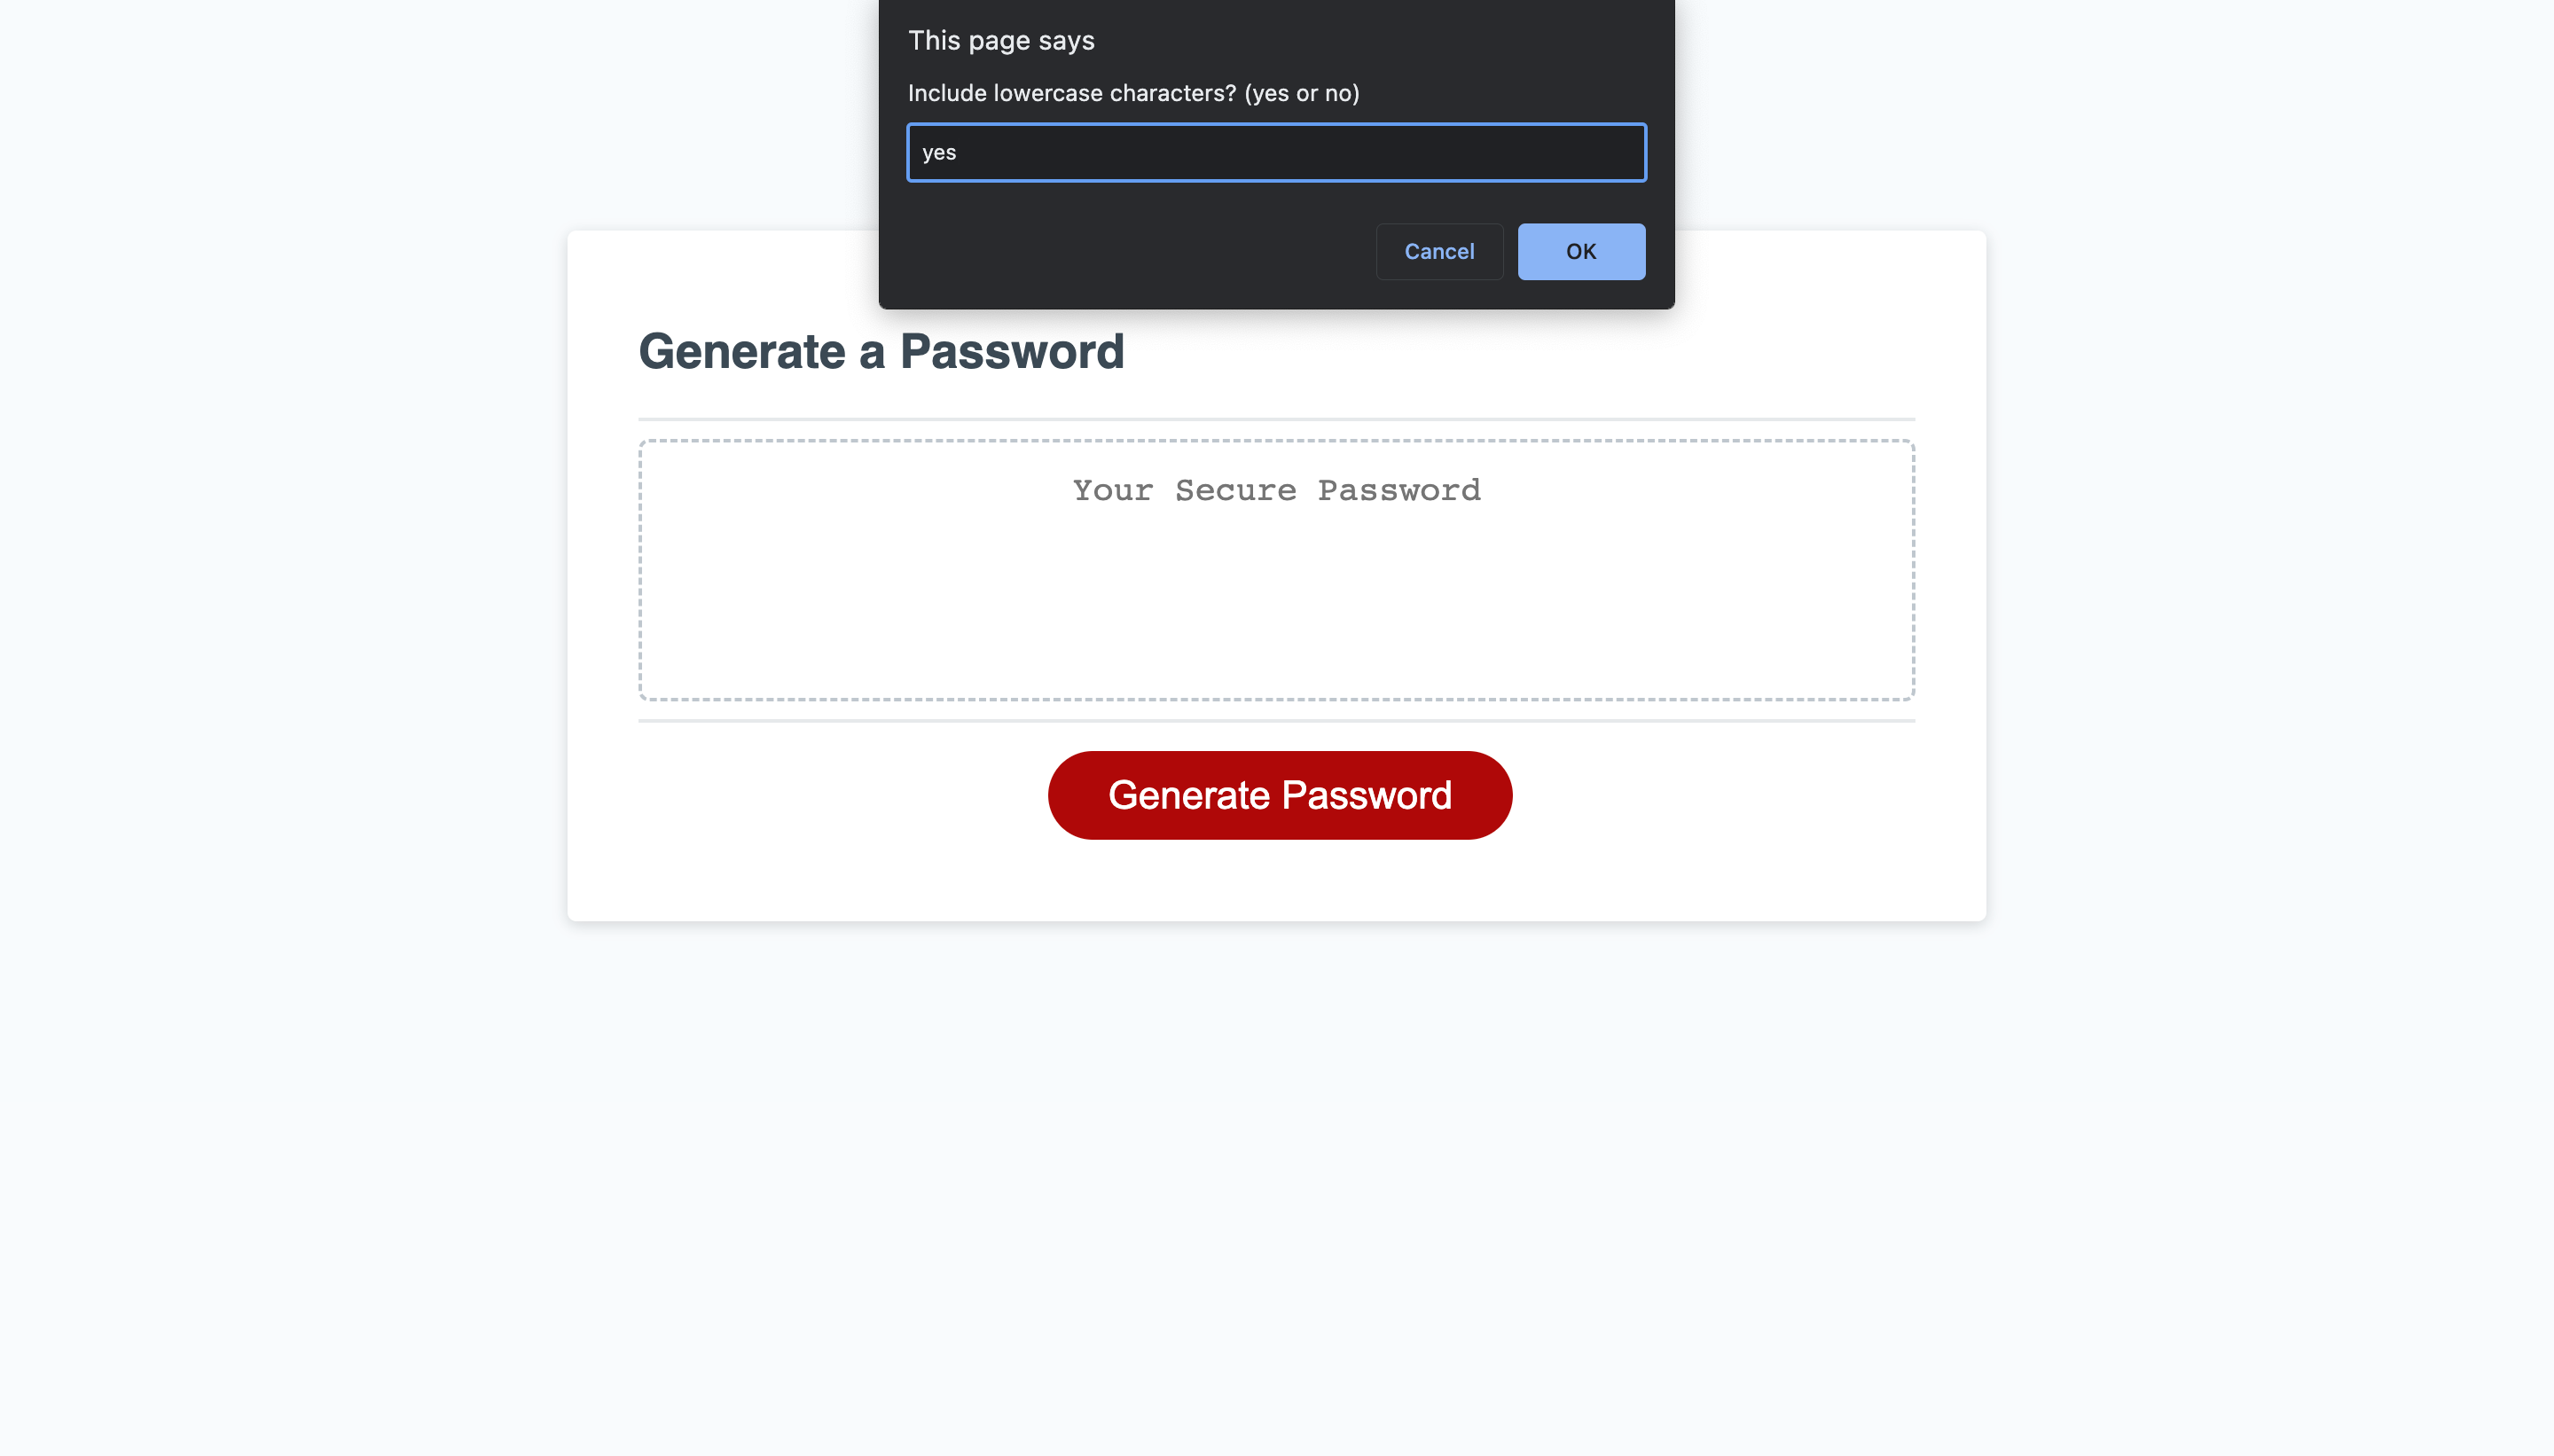 This page says
Include lowercase characters? (yes or no)
yes
Cancel
OK
Generate a Password
Your Secure Password
Generate Password